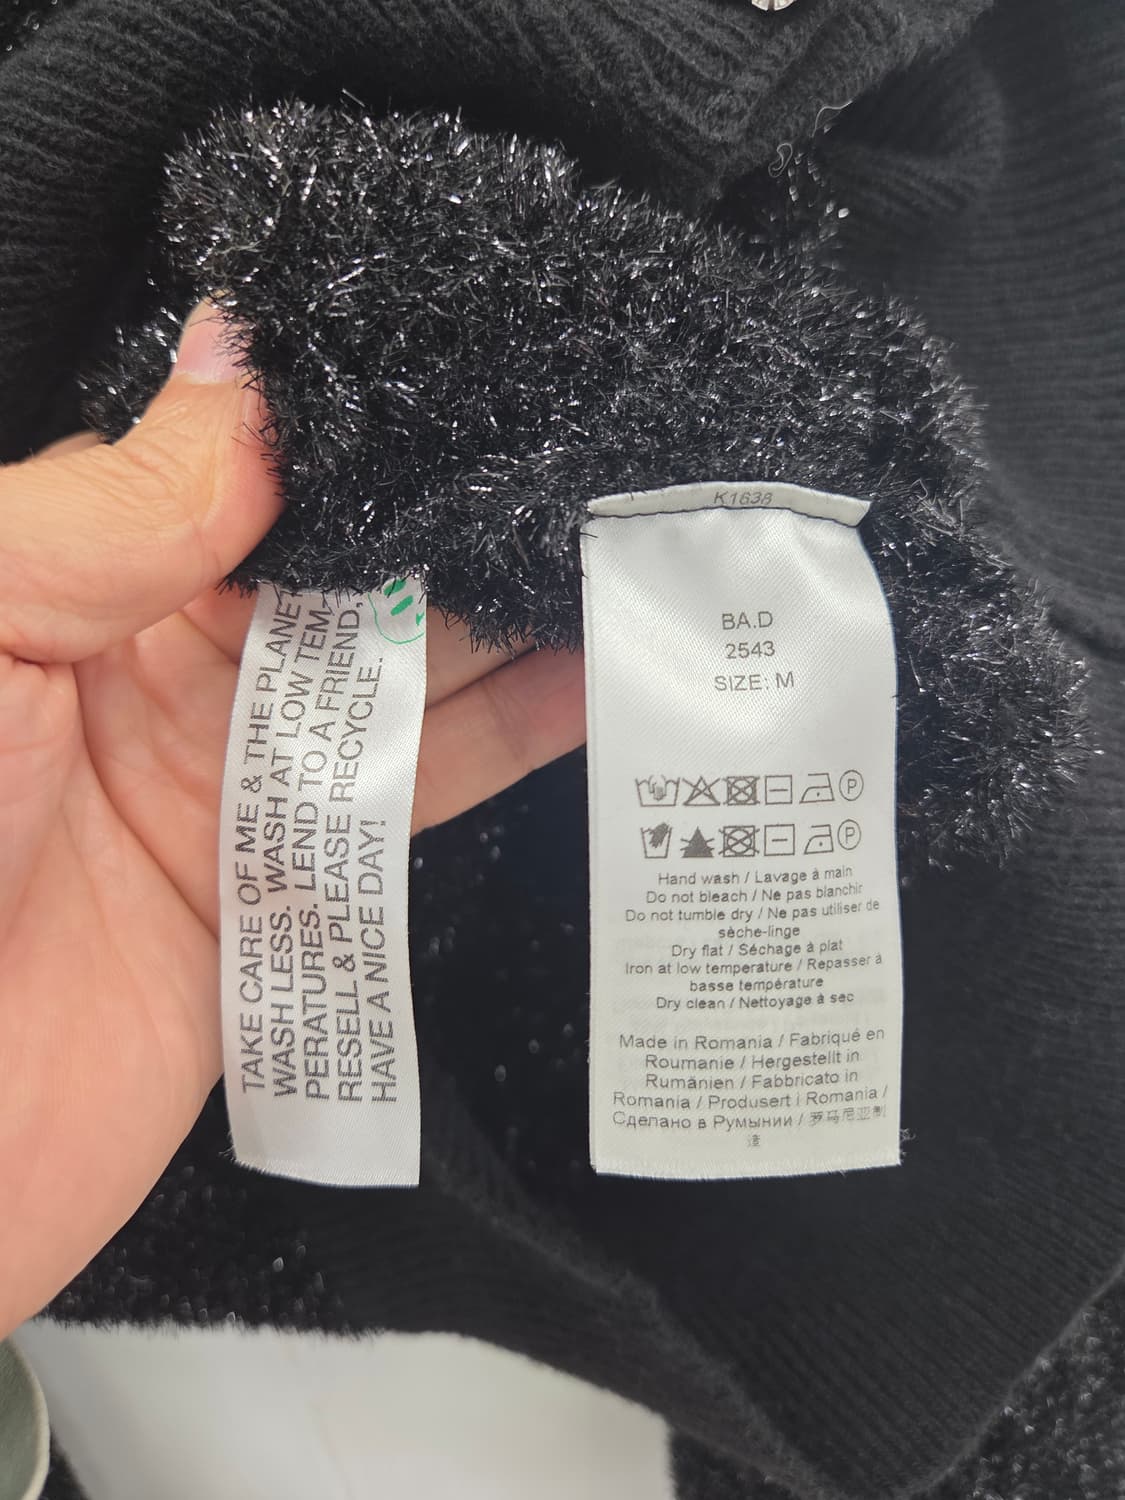 TAKE CARE OF ME & THE PLANET
WASH LESS. WASH AT LOW TEM-
PERATURES. LEND TO A FRIEND,
RESELL & PLEASE RECYCLE.
HAVE A NICE DAY!
K1638
BA.D
2543
SIZE: M
P
P
Hand wash / Lavage à main
Do not bleach / Ne pas blanchir
Do not tumble dry / Ne pas utiliser de
sèche-linge
Dry flat / Séchage à plat
Iron at low temperature / Repasser à
basse température
Dry clean / Nettoyage à sec
Made in Romania / Fabriqué en
Roumanie / Hergestellt in
Rumänien / Fabbricato in
Romania / Produsert i Romania /
Сделано в Румынии / 罗马尼亚制
造